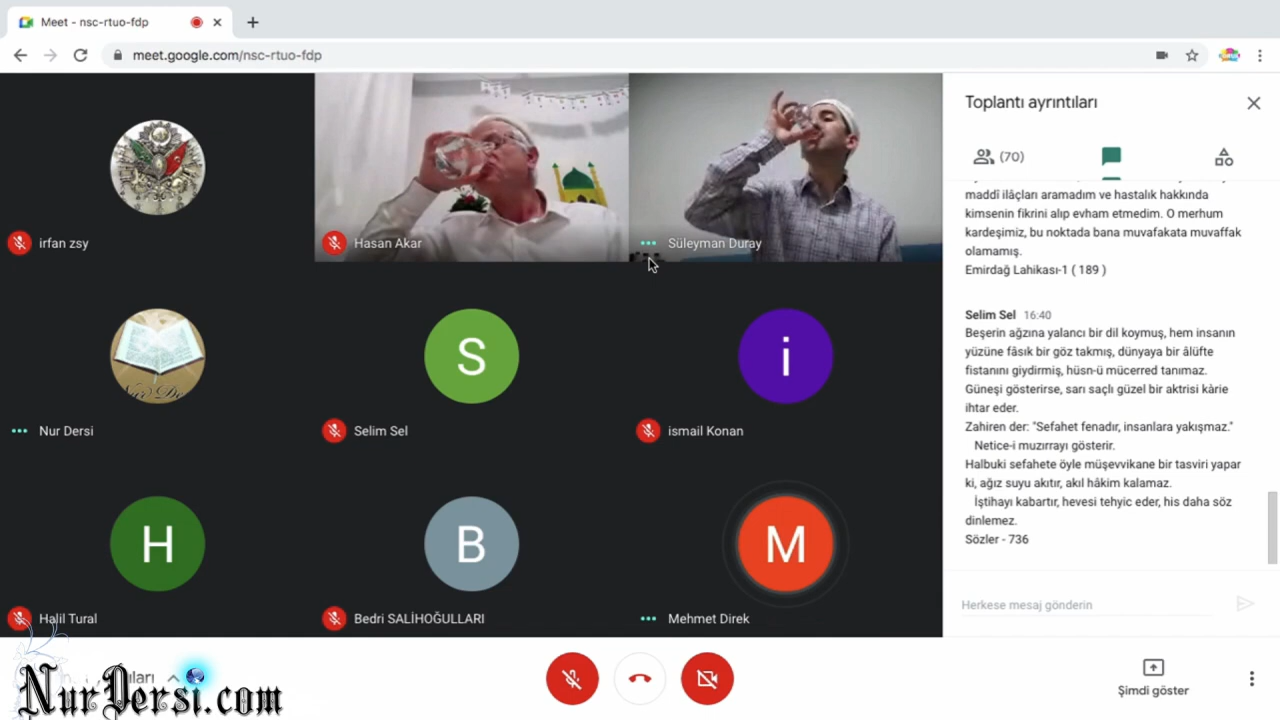 Meet - nsc-rtuo-fdp
meet.google.com/nsc-rtuo-fdp
irfan zsy
Hasan Akar
Süleyman Duray
Nur Dersi
S
Selim Sel
i
ismail Konan
H
Halil Tural
B
Bedri SALİHOĞULLARI
M
Mehmet Direk
Toplantı ayrıntıları
(70)
maddî ilâçları aramadım ve hastalık hakkında
kimsenin fikrini alıp evham etmedim. O merhum
kardeşimiz, bu noktada bana muvafakata muvaffak
olamamış.
Emirdağ Lahikası-1 ( 189 )
Selim Sel 16:40
Beşerin ağzına yalancı bir dil koymuş, hem insanın
yüzüne fâsık bir göz takmış, dünyaya bir âlüfte
fistanını giydirmiş, hüsn-ü mücerred tanımaz.
Güneşi gösterirse, sarı saçlı güzel bir aktrisi kàrie
ihtar eder.
Zahiren der: "Sefahet fenadır, insanlara yakışmaz."
Netice-i muzırrayı gösterir.
Halbuki sefahete öyle müşevvikane bir tasviri yapar
ki, ağız suyu akıtır, akıl hâkim kalamaz.
İştihayı kabartır, hevesi tehyic eder, his daha söz
dinlemez.
Sözler - 736
Herkese mesaj gönderin
Şimdi göster
NurDersi.com